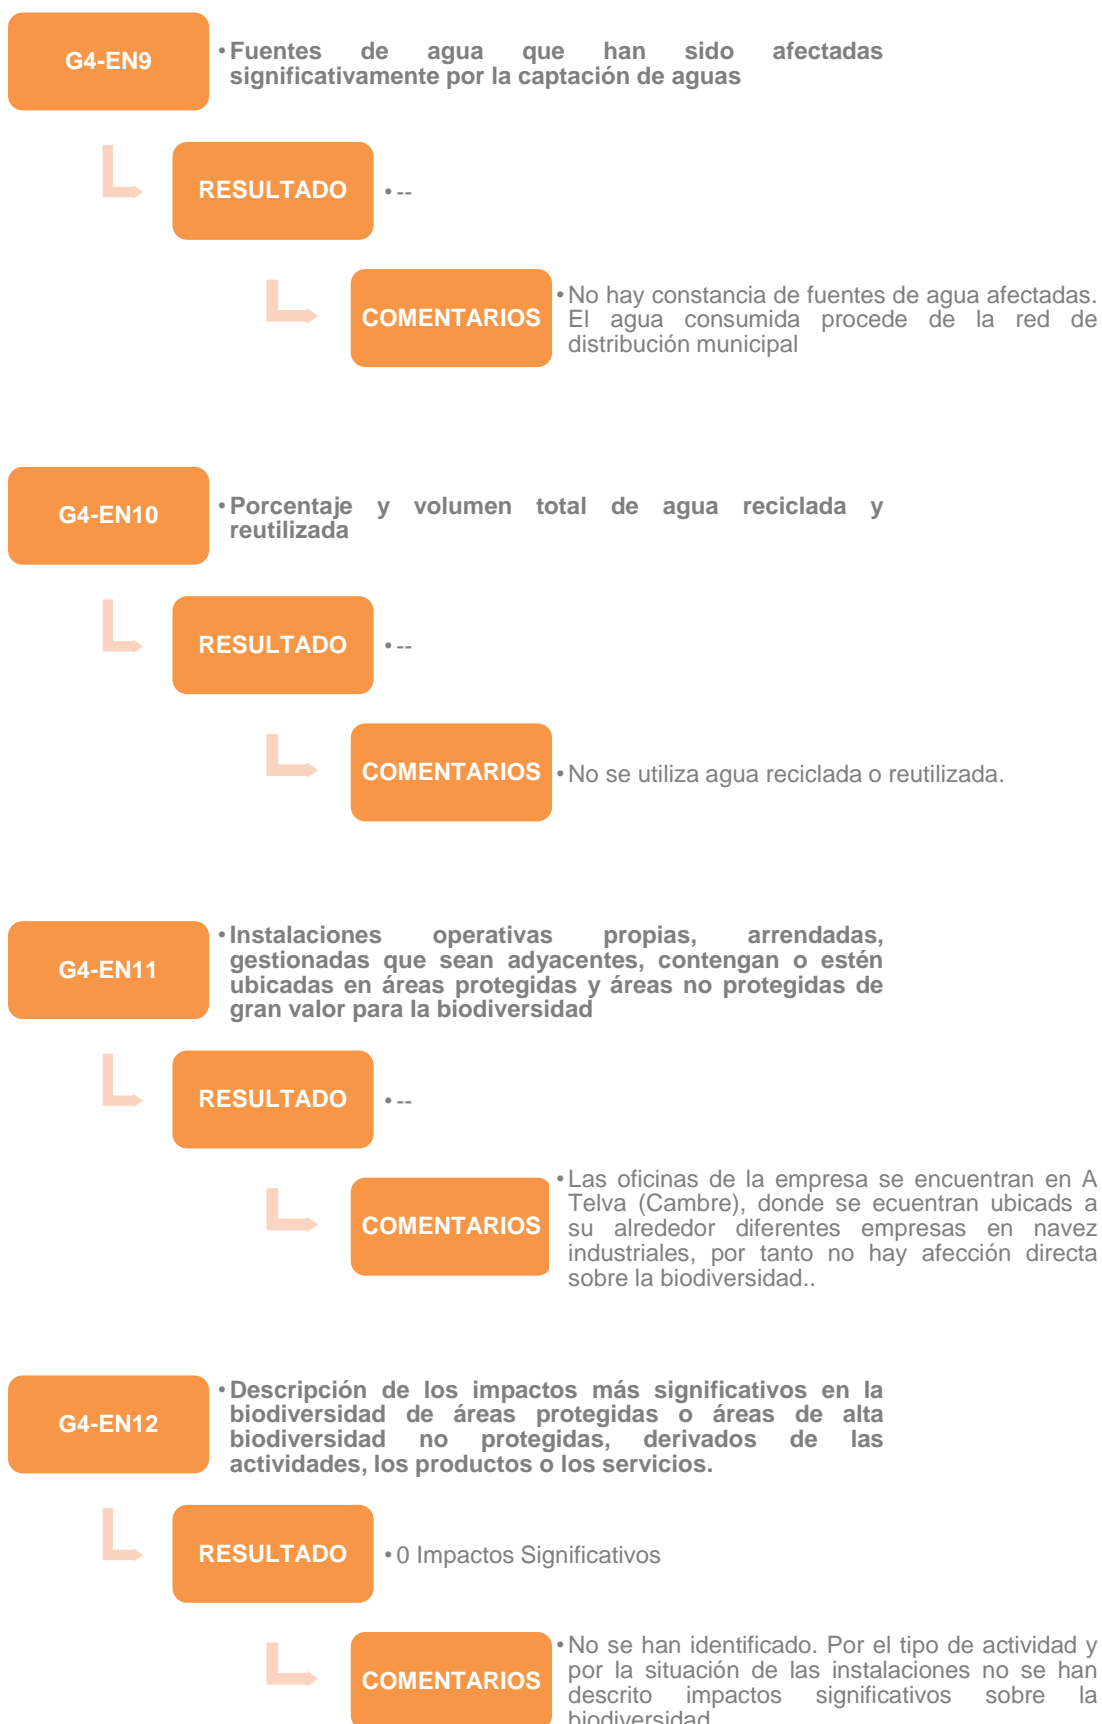 G4-EN9
•Fuentes de agua que han sido afectadas
significativamente por la captación de aguas
RESULTADO
•--
COMENTARIOS
•No hay constancia de fuentes de agua afectadas.
El agua consumida procede de la red de
distribución municipal
G4-EN10
•Porcentaje y volumen total de agua reciclada y
reutilizada
RESULTADO
•--
COMENTARIOS
•No se utiliza agua reciclada o reutilizada.
G4-EN11
•Instalaciones operativas propias, arrendadas,
gestionadas que sean adyacentes, contengan o estén
ubicadas en áreas protegidas y áreas no protegidas de
gran valor para la biodiversidad
RESULTADO
•--
COMENTARIOS
•Las oficinas de la empresa se encuentran en A
Telva (Cambre), donde se ecuentran ubicads a
su alrédedor diferentes empresas en navez
industriales, por tanto no hay afección directa
sobre la biodiversidad..
G4-EN12
•Descripción de los impactos más significativos en la
biodiversidad de áreas protegidas o áreas de alta
biodiversidad no protegidas, derivados de las
actividades, los productos o los servicios.
RESULTADO
•0 Impactos Significativos
COMENTARIOS
•No se han identificado. Por el tipo de actividad y
por la situación de las instalaciones no se han
descrito impactos significativos sobre la
biodiversidad